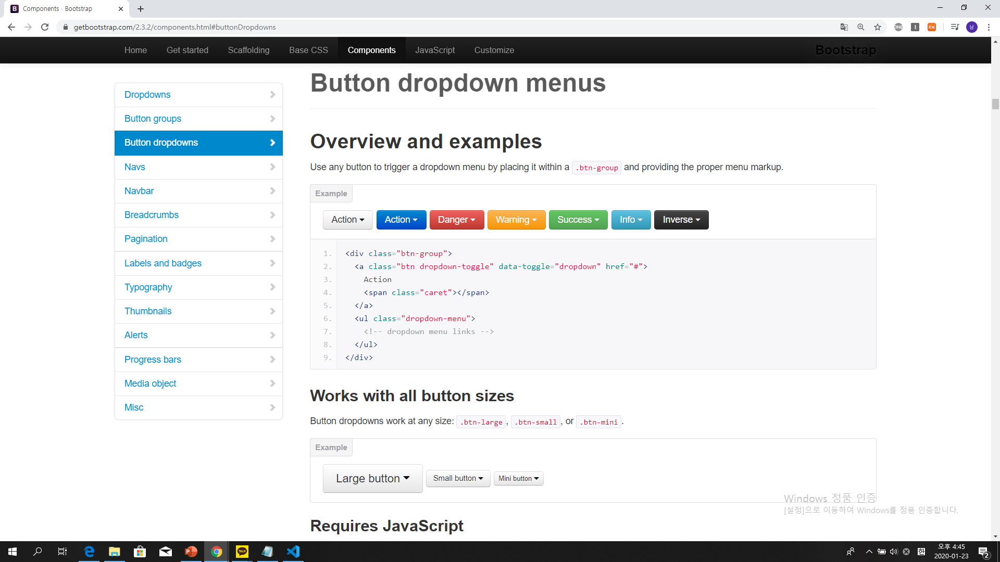 Components · Bootstrap
getbootstrap.com/2.3.2/components.html#buttonDropdowns
남
Home Get started Scaffolding Base CSS Components JavaScript Customize Bootstrap
Dropdowns
Button groups
Button dropdowns
Navs
Navbar
Breadcrumbs
Pagination
Labels and badges
Typography
Thumbnails
Alerts
Progress bars
Media object
Misc
Button dropdown menus
Overview and examples
Use any button to trigger a dropdown menu by placing it within a .btn-group and providing the proper menu markup.
Example
Action Action Danger Warning Success Info Inverse
1. <div class="btn-group">
2. <a class="btn dropdown-toggle" data-toggle="dropdown" href="#">
3. Action
4. <span class="caret"></span>
5. </a>
6. <ul class="dropdown-menu">
7. <!-- dropdown menu links -->
8. </ul>
9. </div>
Works with all button sizes
Button dropdowns work at any size: .btn-large, .btn-small, or .btn-mini.
Example
Large button Small button Mini button
Windows 정품 인증
[설정]으로 이동하여 Windows를 정품 인증합니다.
Requires JavaScript
TALK
한
오후 4:45
2020-01-23
2